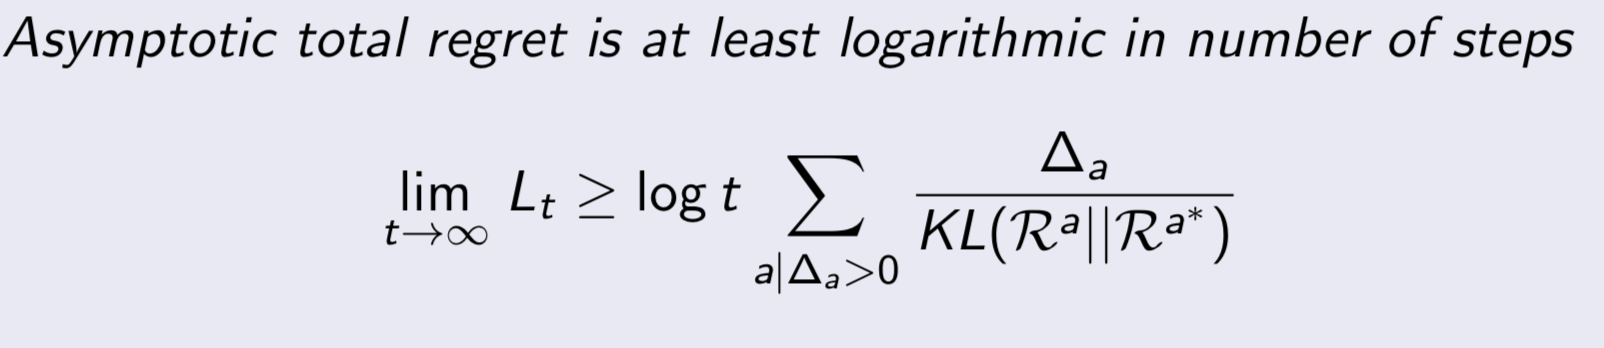 Asymptotic total regret is at least logarithmic in number of steps
lim_{t→∞} L_t ≥ log t ∑_{a|Δ_a>0} Δ_a / KL(ℛ^a||ℛ^{a*})